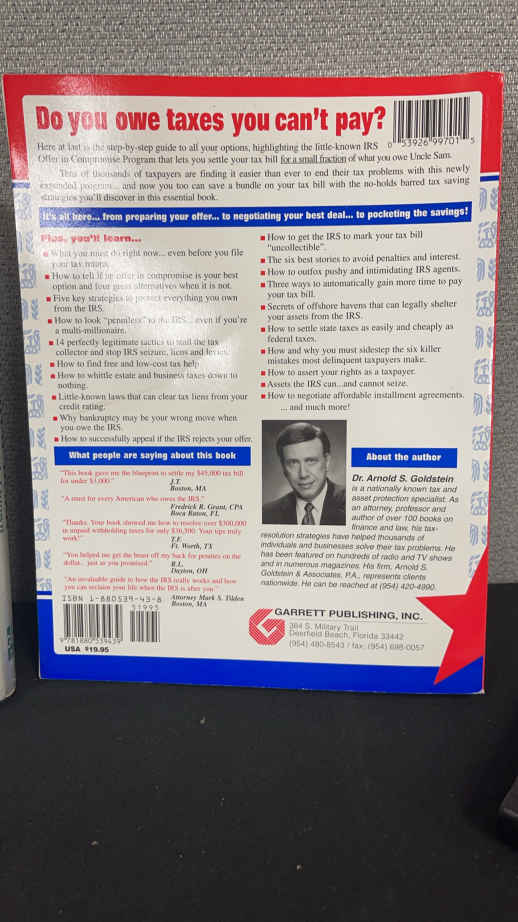 Do you owe taxes you can't pay?
0 53926 99701 5
Here at last is the step-by-step guide to all your options, highlighting the little-known IRS
Offer in Compromise Program that lets you settle your tax bill for a small fraction of what you owe Uncle Sam.
Tens of thousands of taxpayers are finding it easier than ever to end their tax problems with this newly
expanded program... and now you too can save a bundle on your tax bill with the no-holds barred tax saving
strategies you'll discover in this essential book.
It's all here... from preparing your offer... to negotiating your best deal... to pocketing the savings!
Plus, you'll learn...
■ What you must do right now... even before you file
your tax return.
■ How to tell if an offer in compromise is your best
option and four great alternatives when it is not.
■ Five key strategies to protect everything you own
from the IRS.
■ How to look "penniless" to the IRS... even if you're
a multi-millionaire.
■ 14 perfectly legitimate tactics to stall the tax
collector and stop IRS seizure, liens and levies.
■ How to find free and low-cost tax help.
■ How to whittle estate and business taxes down to
nothing.
■ Little-known laws that can clear tax liens from your
credit rating.
■ Why bankruptcy may be your wrong move when
you owe the IRS.
■ How to successfully appeal if the IRS rejects your offer.
■ How to get the IRS to mark your tax bill
"uncollectible".
■ The six best stories to avoid penalties and interest.
■ How to outfox pushy and intimidating IRS agents.
■ Three ways to automatically gain more time to pay
your tax bill.
■ Secrets of offshore havens that can legally shelter
your assets from the IRS.
■ How to settle state taxes as easily and cheaply as
federal taxes.
■ How and why you must sidestep the six killer
mistakes most delinquent taxpayers make.
■ How to assert your rights as a taxpayer.
■ Assets the IRS can...and cannot seize.
■ How to negotiate affordable installment agreements.
... and much more!
What people are saying about this book
"This book gave me the blueprint to settle my $45,000 tax bill
for under $3,000."
J.T.
Boston, MA
"A must for every American who owes the IRS."
Fredrick R. Grant, CPA
Boca Raton, FL
"Thanks. Your book showed me how to resolve over $300,000
in unpaid withholding taxes for only $36,500. Your tips truly
work!"
T.F.
Ft. Worth, TX
"You helped me get the beast off my back for pennies on the
dollar... just as you promised."
B.L.
Dayton, OH
"An invaluable guide to how the IRS really works and how
you can reclaim your life when the IRS is after you."
Attorney Mark S. Tilden
Boston, MA
ISBN 1-880539-43-8
51995
9 781880 539439
USA $19.95
About the author
Dr. Arnold S. Goldstein
is a nationally known tax and
asset protection specialist. As
an attorney, professor and
author of over 100 books on
finance and law, his tax-
resolution strategies have helped thousands of
individuals and businesses solve their tax problems. He
has been featured on hundreds of radio and TV shows
and in numerous magazines. His firm, Arnold S.
Goldstein & Associates, P.A., represents clients
nationwide. He can be reached at (954) 420-4990.
GARRETT PUBLISHING, INC.
384 S. Military Trail
Deerfield Beach, Florida 33442
(954) 480-8543 / fax: (954) 698-0057